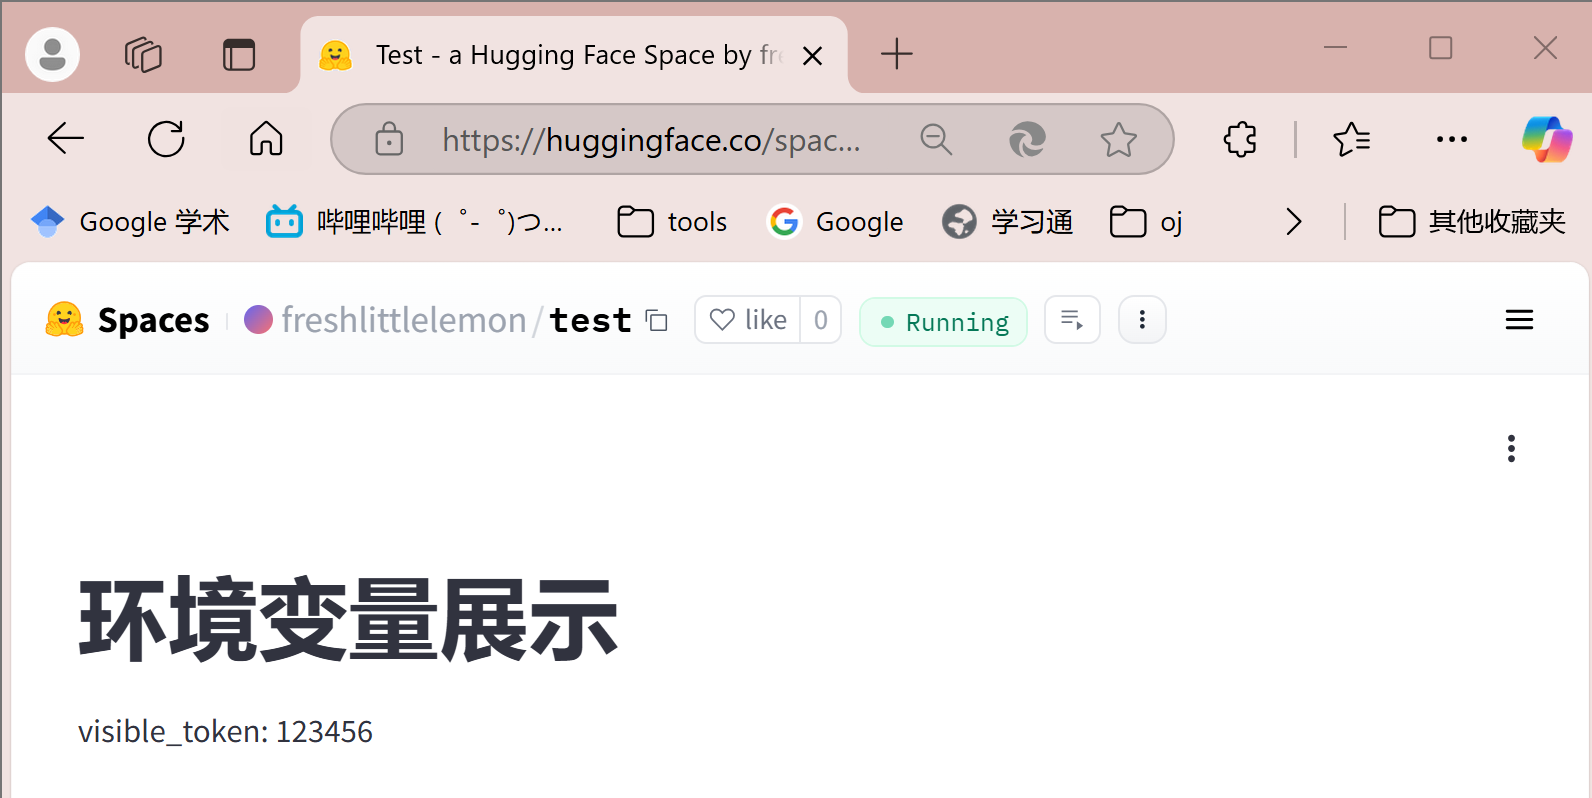 Test - a Hugging Face Space by fre
https://huggingface.co/spac...
Google 学术 哔哩哔哩 ( ゜- ゜)つ... tools Google 学习通 oj 其他收藏夹
Spaces freshlittlelemon/test like 0 Running
环境变量展示
visible_token: 123456